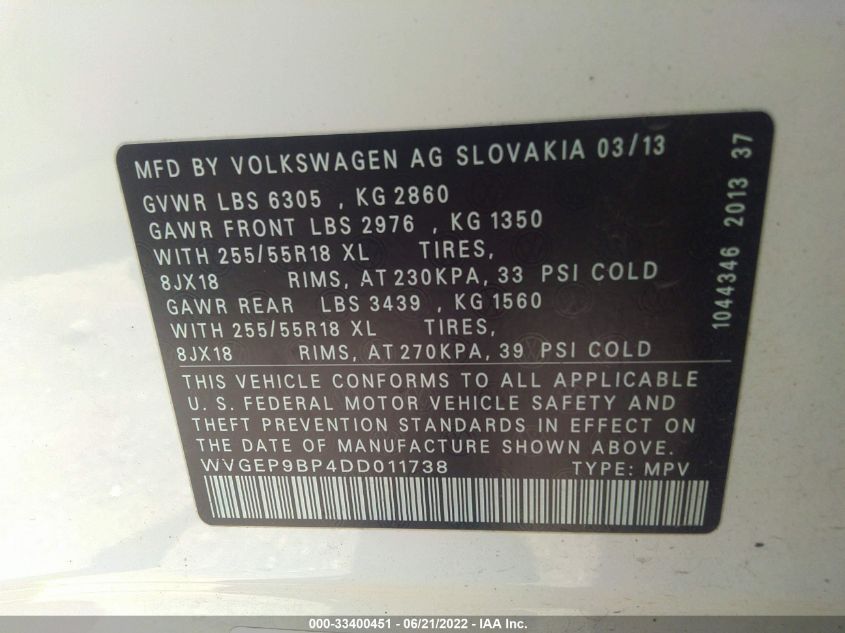 MFD BY VOLKSWAGEN AG SLOVAKIA 03/13
GVWR LBS 6305 , KG 2860
GAWR FRONT LBS 2976 , KG 1350
WITH 255/55R18 XL TIRES,
8JX18 RIMS, AT 230KPA, 33 PSI COLD
GAWR REAR LBS 3439 , KG 1560
WITH 255/55R18 XL TIRES,
8JX18 RIMS, AT 270KPA, 39 PSI COLD
THIS VEHICLE CONFORMS TO ALL APPLICABLE
U. S. FEDERAL MOTOR VEHICLE SAFETY AND
THEFT PREVENTION STANDARDS IN EFFECT ON
THE DATE OF MANUFACTURE SHOWN ABOVE.
WVGEP9BP4DD011738 TYPE: MPV
1044346 2013 37
000-33400451 - 06/21/2022 - IAA Inc.